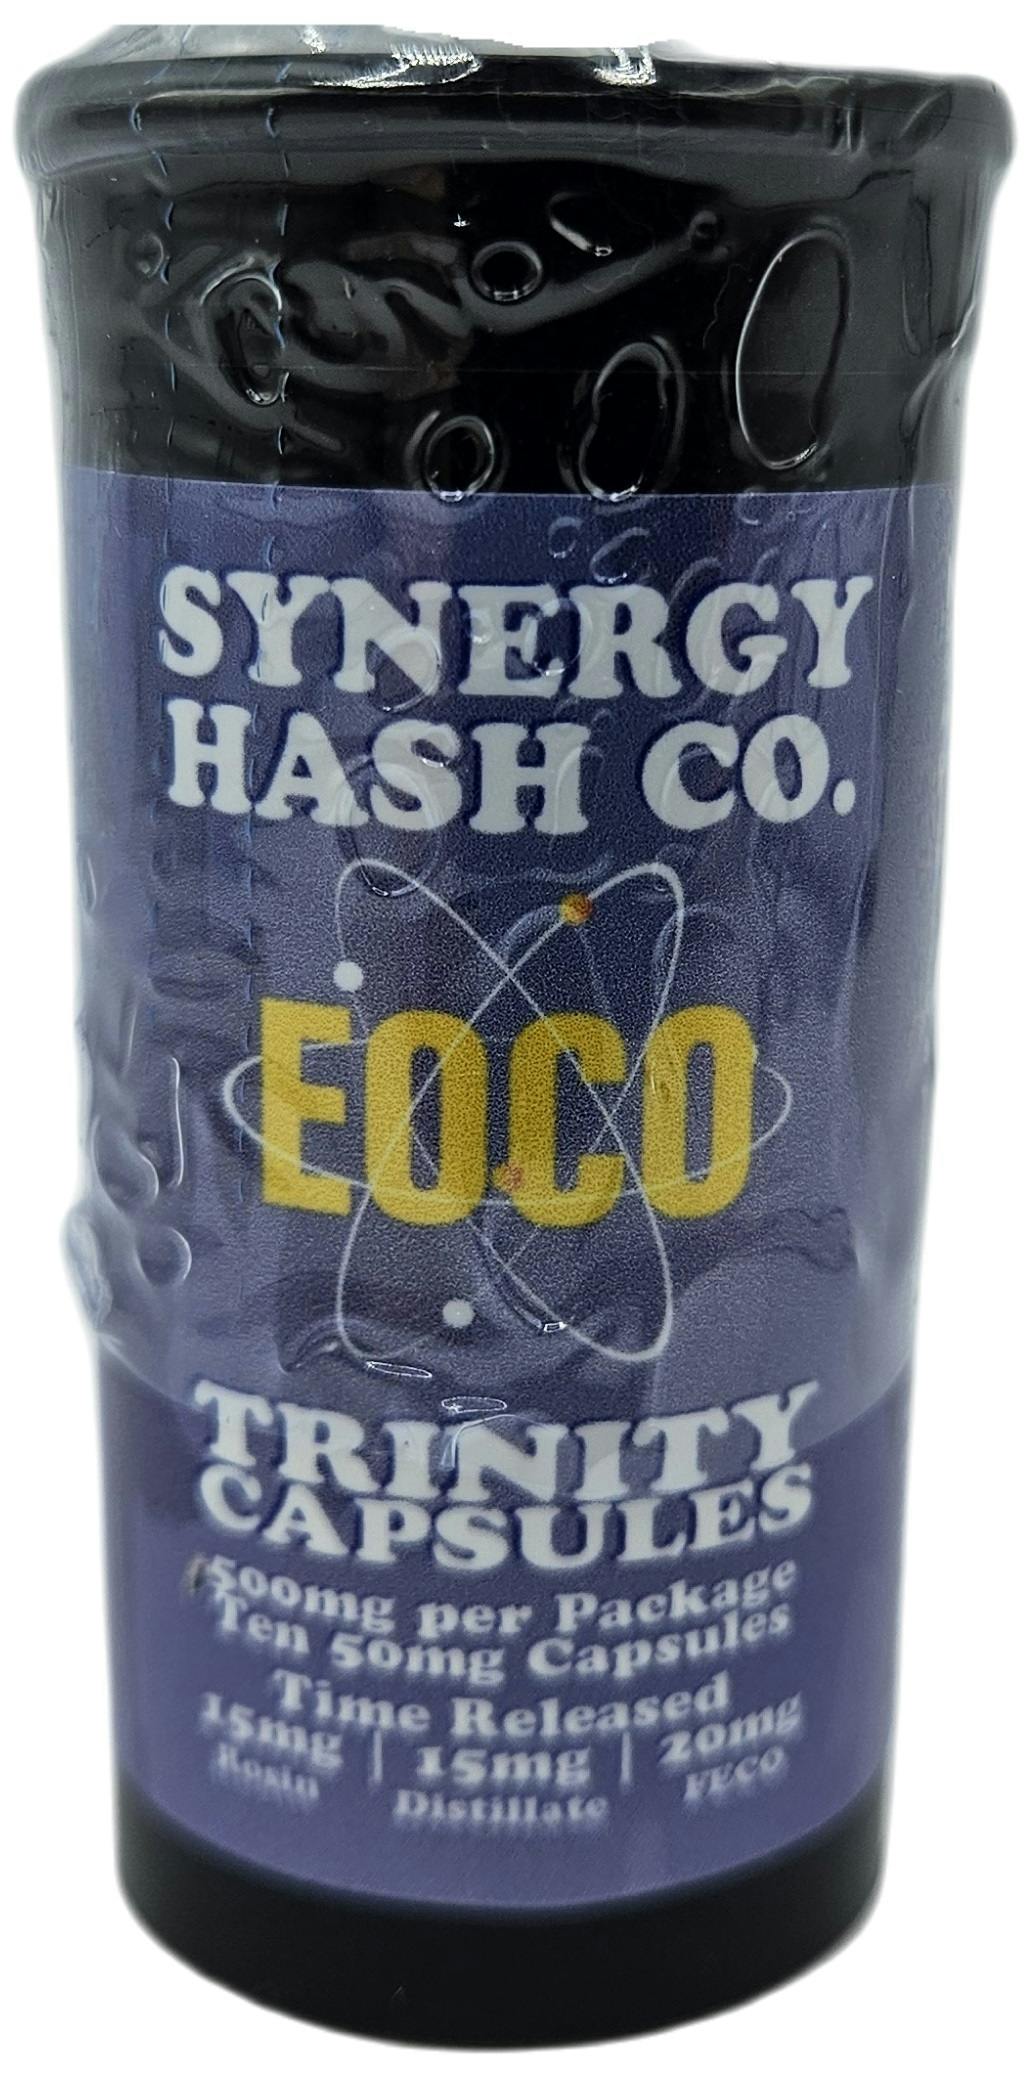 SYNERGY
HASH CO.
EOCO
TRINITY
CAPSULES
500mg per Package
Ten 50mg Capsules
Time Released
15mg | 15mg | 20mg
Rosin Distillate FECO